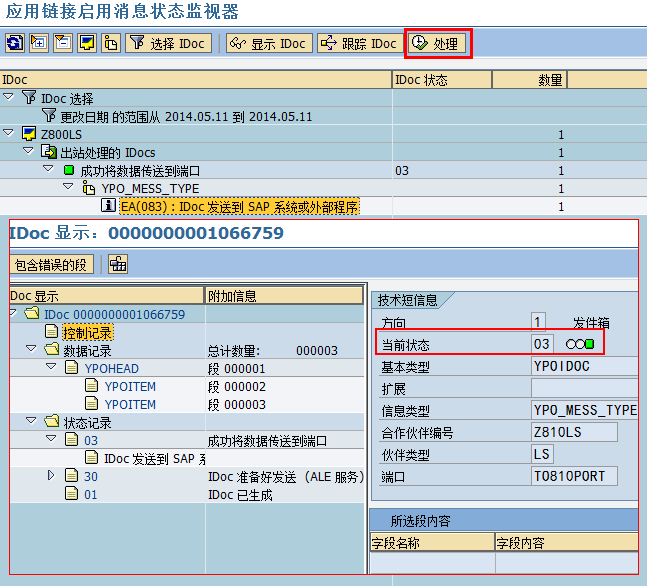 应用链接启用消息状态监视器
选择 IDoc 显示 IDoc 跟踪 IDoc 处理
IDoc IDoc 状态 数量
IDoc 选择
更改日期 的范围从 2014.05.11 到 2014.05.11
Z800LS 1
出站处理的 IDocs 1
成功将数据传送到端口 03 1
YPO_MESS_TYPE 1
EA(083) : IDoc 发送到 SAP 系统或外部程序 1
IDoc 显示: 0000000001066759
包含错误的段
Doc 显示 附加信息
IDoc 0000000001066759
控制记录
数据记录 总计数量: 000003
YPOHEAD 段 000001
YPOITEM 段 000002
YPOITEM 段 000003
状态记录
03 成功将数据传送到端口
IDoc 发送到 SAP
30 IDoc 准备好发送（ALE 服务）
01 IDoc 已生成
技术短信息
方向 1 发件箱
当前状态 03
基本类型 YPOIDOC
扩展
信息类型 YPO_MESS_TYPE
合作伙伴编号 Z810LS
伙伴类型 LS
端口 T0810PORT
所选段内容
字段名称 字段内容